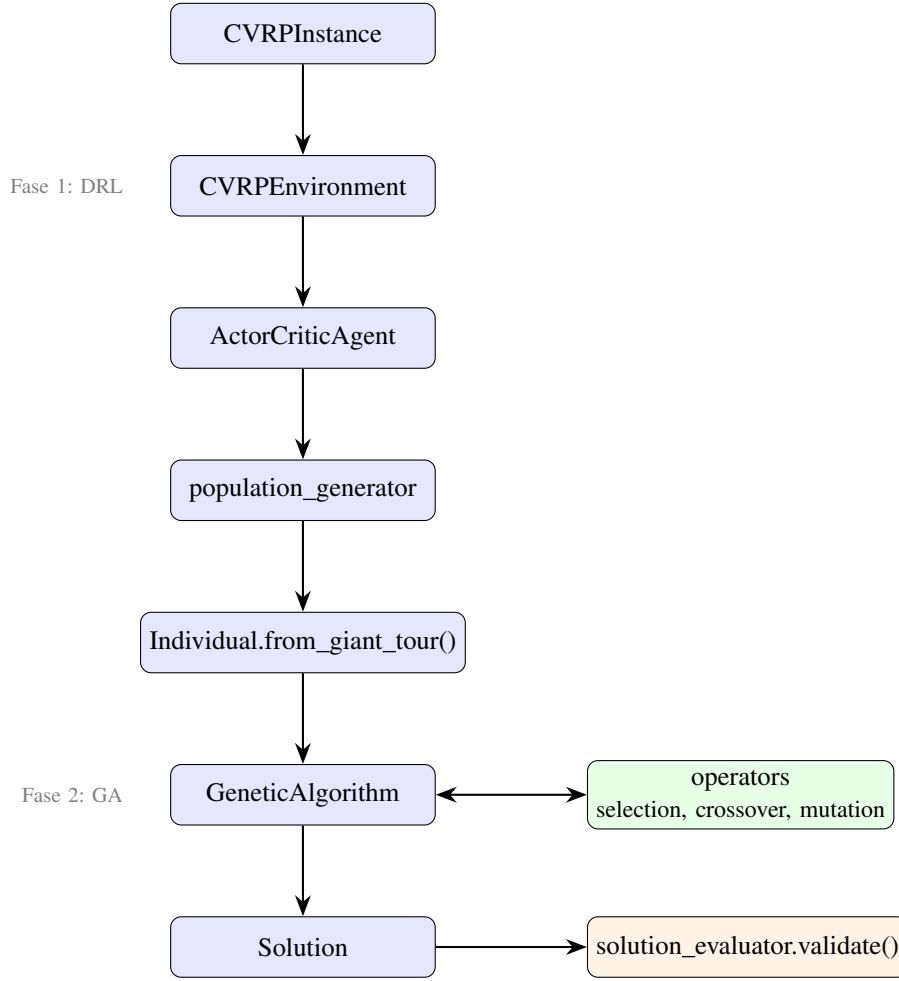 CVRPInstance
Fase 1: DRL
CVRPEnvironment
ActorCriticAgent
population_generator
Individual.from_giant_tour()
Fase 2: GA
GeneticAlgorithm
operators
selection, crossover, mutation
Solution
solution_evaluator.validate()